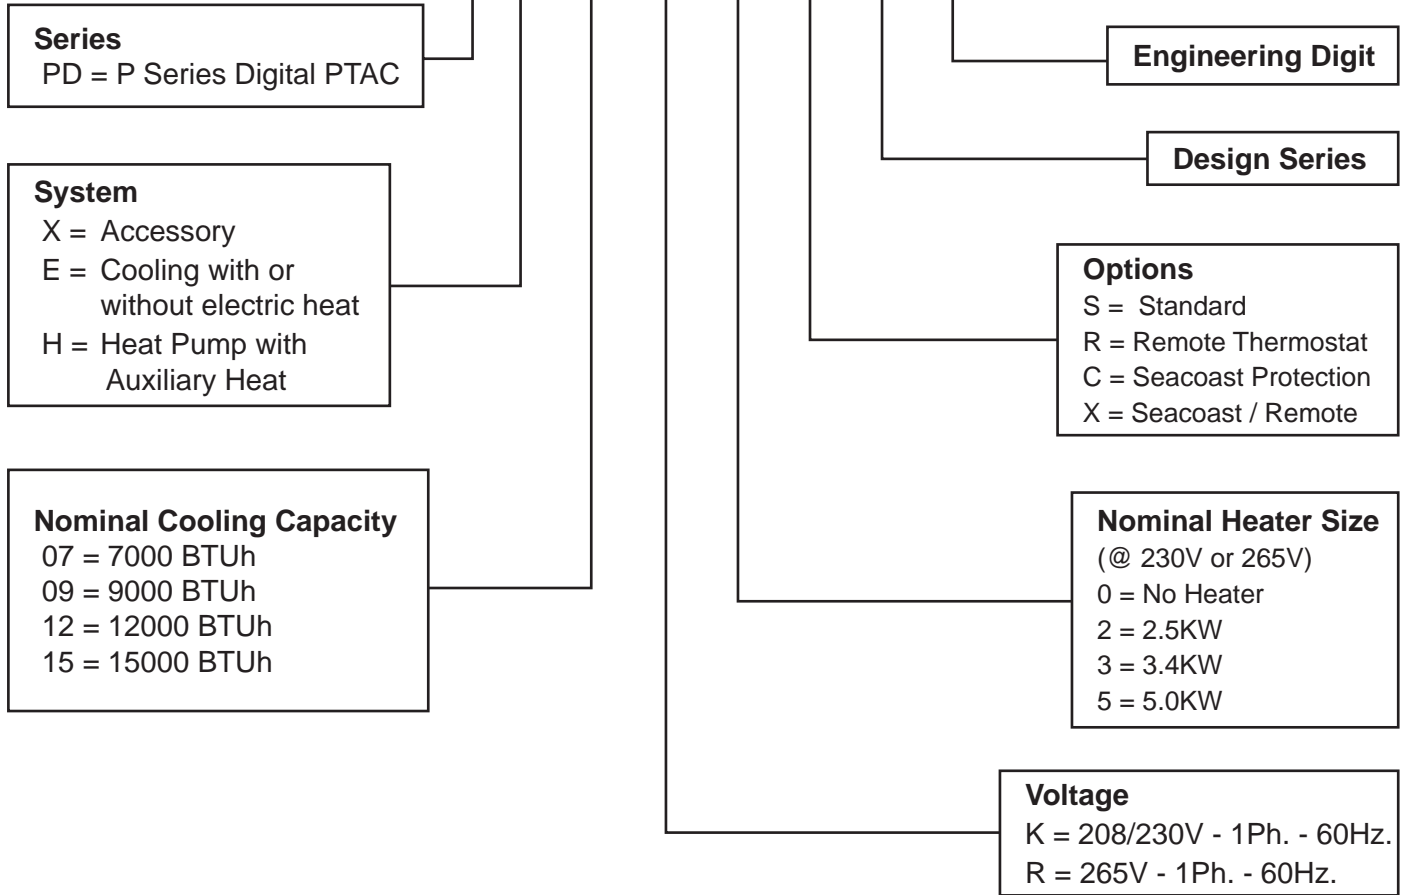 Series
PD = P Series Digital PTAC
System
X = Accessory
E = Cooling with or
without electric heat
H = Heat Pump with
Auxiliary Heat
Nominal Cooling Capacity
07 = 7000 BTUh
09 = 9000 BTUh
12 = 12000 BTUh
15 = 15000 BTUh
Engineering Digit
Design Series
Options
S = Standard
R = Remote Thermostat
C = Seacoast Protection
X = Seacoast / Remote
Nominal Heater Size
(@ 230V or 265V)
0 = No Heater
2 = 2.5KW
3 = 3.4KW
5 = 5.0KW
Voltage
K = 208/230V - 1Ph. - 60Hz.
R = 265V - 1Ph. - 60Hz.